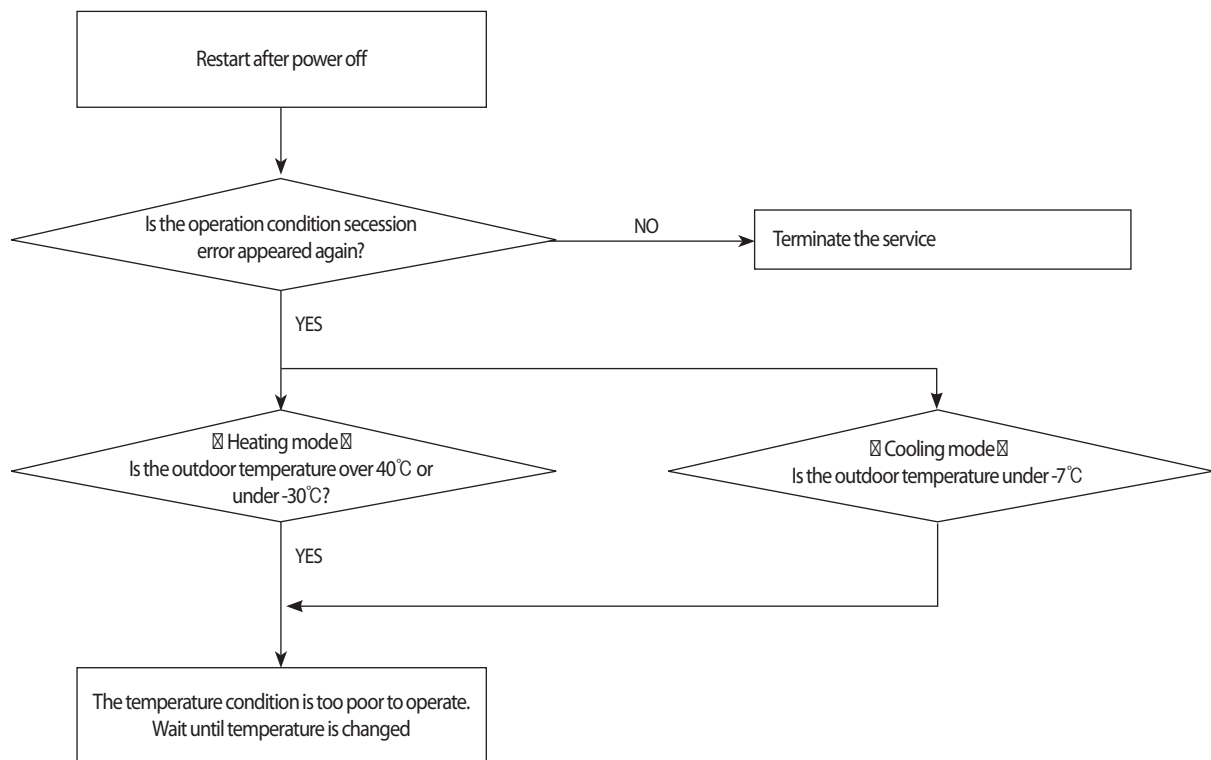 Restart after power off
Is the operation condition secession
error appeared again?
NO
Terminate the service
YES
Heating mode
Is the outdoor temperature over 40℃ or
under -30℃?
Cooling mode
Is the outdoor temperature under -7℃
YES
The temperature condition is too poor to operate.
Wait until temperature is changed